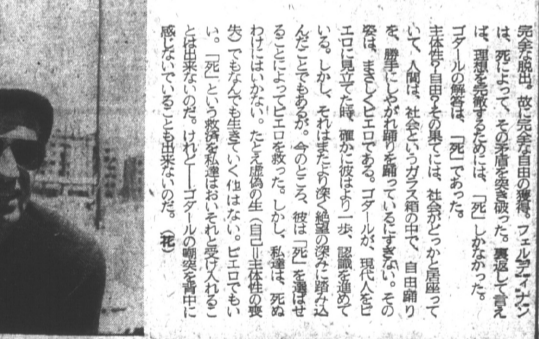 完全な脱出。故に完全な自由の獲得。フェルディナン
は、死によって、その矛盾を突き破った。裏返して言え
ば、理想を完徹するためには、「死」しかなかった。
ゴダールの解答は、「死」であった。
主体性＝自由＝その果てには、社会がどっかと居座って
いて、人間は、社会というガラス箱の中で、自由踊り
を、勝手にしやがれ踊りを踊っているにすぎない。その
姿は、まさしくピエロである。ゴダールが、現代人をピ
エロに見立てた時、確かに彼はより一歩、認識を進めて
いる。しかし、それはまたより深く絶望の深みに踏み込
んだことでもあるが。今のところ、彼は「死」を選ばせ
ることによってピエロを救った。しかし、私達は、死ぬ
わけにはいかない。たとえ虚偽の生（自己＝主体性の喪
失）でもなんでも生きていく他はない。ピエロでもい
い。「死」という救済を私達はおいそれと受け入れるこ
とは出来ないのだ。けれど——ゴダールの嘲笑を背中に
感じないでいることも出来ないのだ。（花）